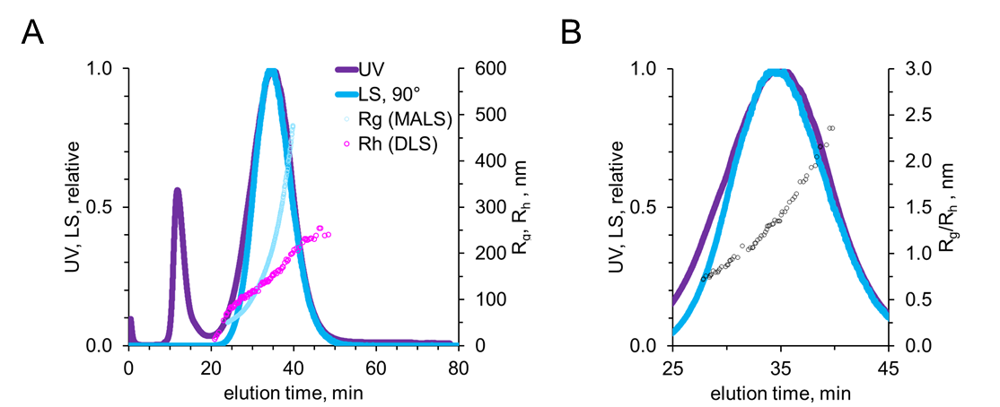 A
B
UV
LS, 90°
Rg (MALS)
Rh (DLS)
1.0
0.5
0.0
UV, LS, relative
600
500
400
300
200
100
0
Rg, Rh , nm
0
20
40
60
80
elution time, min
1.0
0.5
0.0
UV, LS, relative
3.0
2.5
2.0
1.5
1.0
0.5
0.0
Rg/Rh , nm
25
35
45
elution time, min